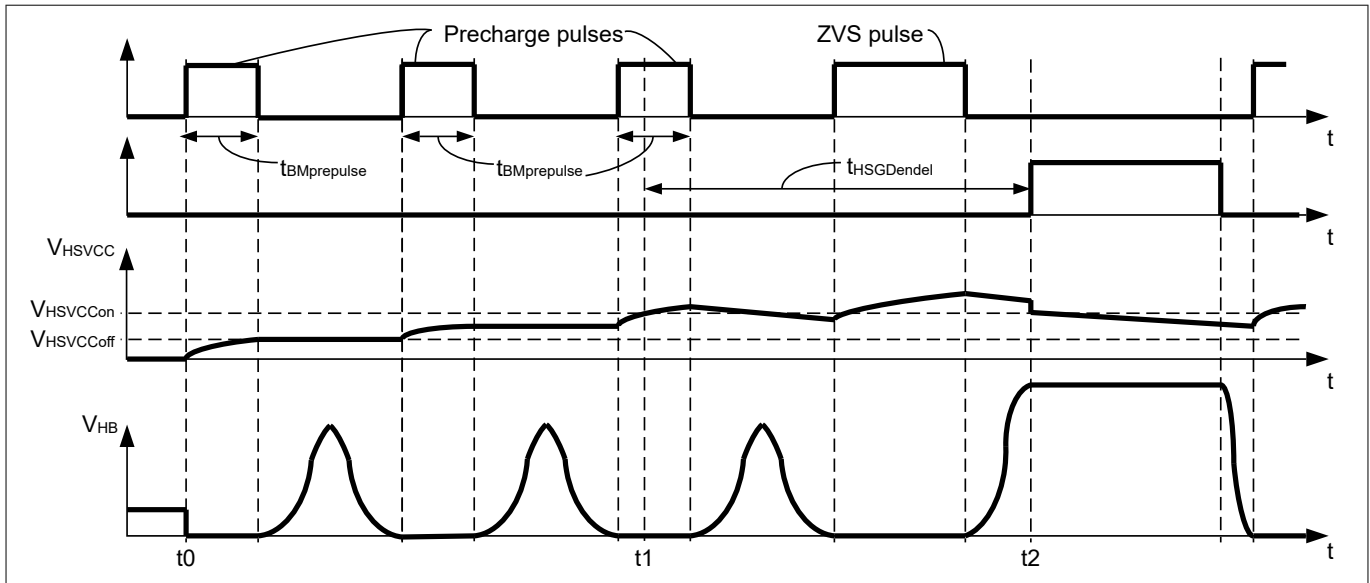 Precharge pulses ZVS pulse
t
tBMprepulse tBMprepulse tHSGDendel
t
VHSVCC
VHSVCCon
VHSVCCoff
t
VHB
t
t0 t1 t2